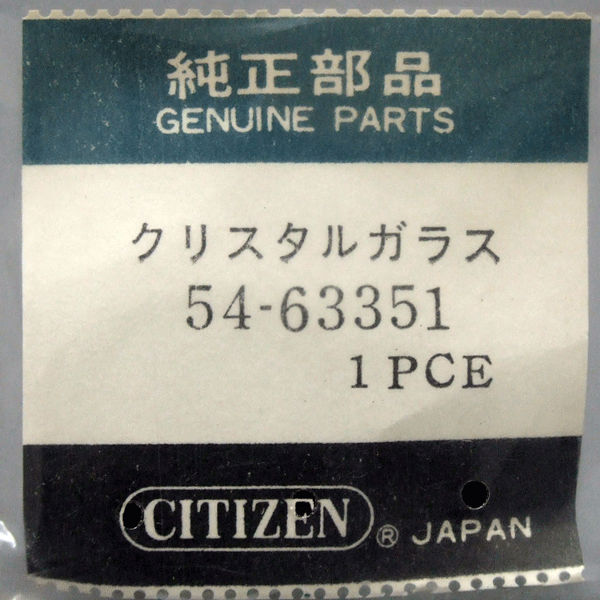 純正部品
GENUINE PARTS
クリスタルガラス
54-63351
1 PCE
CITIZEN ® JAPAN